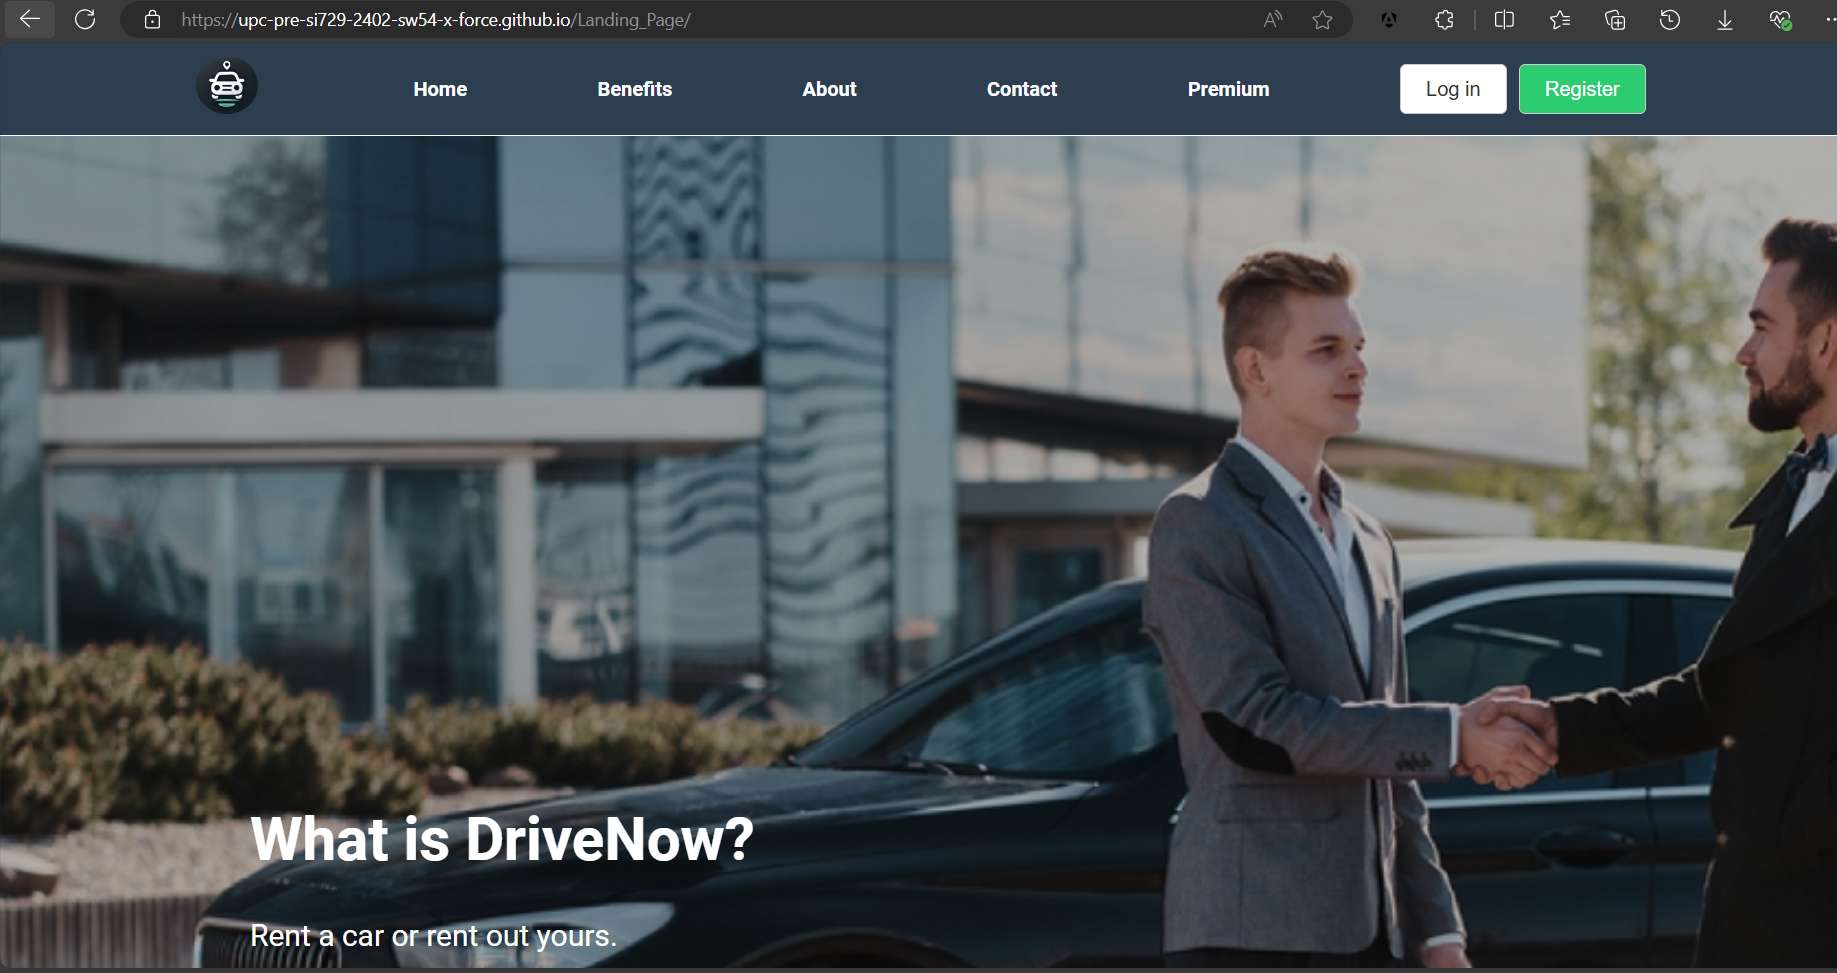 https://upc-pre-si729-2402-sw54-x-force.github.io/Landing_Page/
Home Benefits About Contact Premium Log in Register
What is DriveNow?
Rent a car or rent out yours.